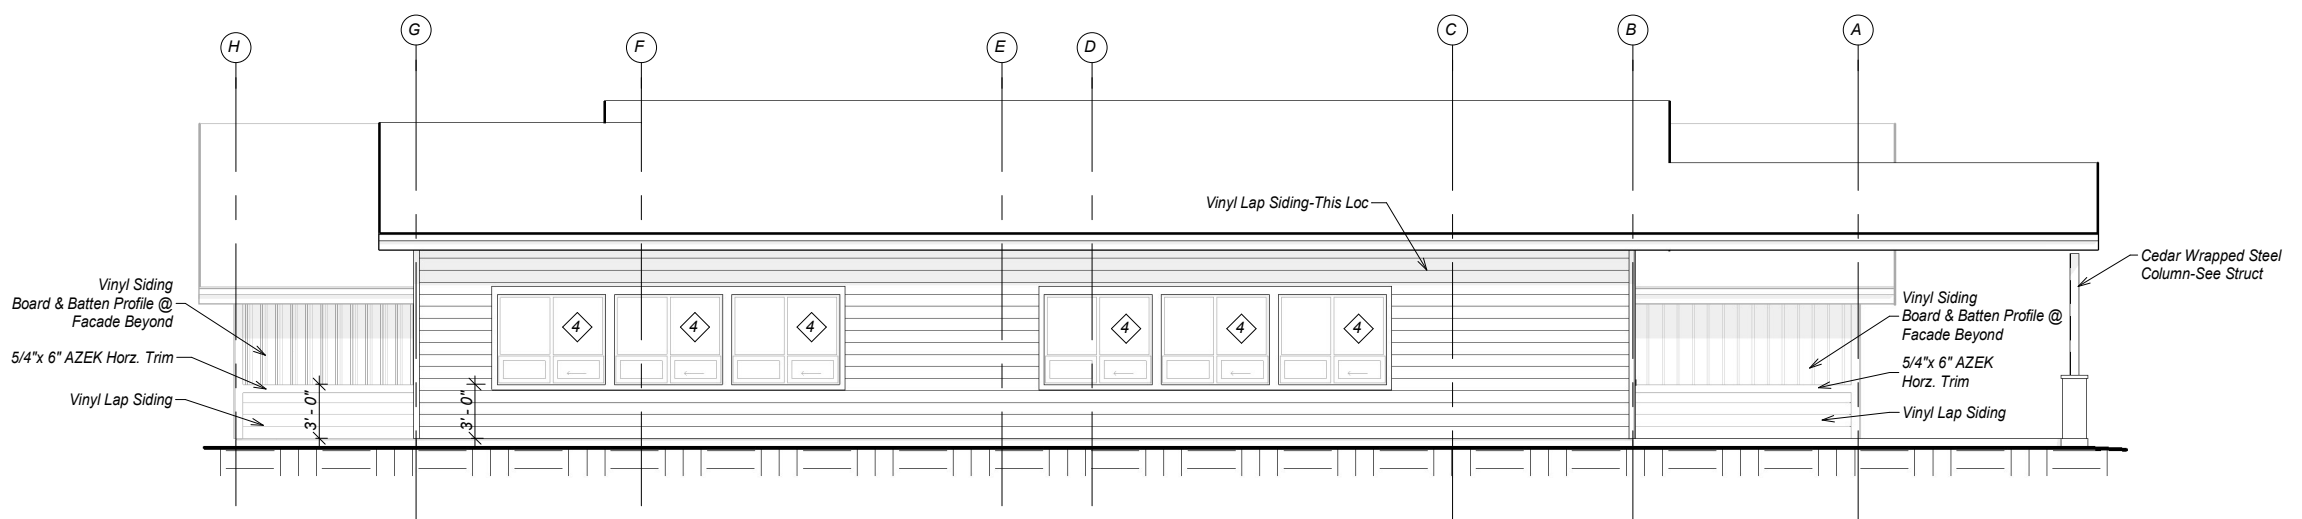 H
G
F
E
D
C
B
A
Vinyl Lap Siding-This Loc
Cedar Wrapped Steel
Column-See Struct
Vinyl Siding
Board & Batten Profile @
Facade Beyond
5/4"x 6" AZEK Horz. Trim
Vinyl Lap Siding
3' - 0"
3' - 0"
4
4
4
4
4
4
Vinyl Siding
Board & Batten Profile @
Facade Beyond
5/4"x 6" AZEK
Horz. Trim
Vinyl Lap Siding